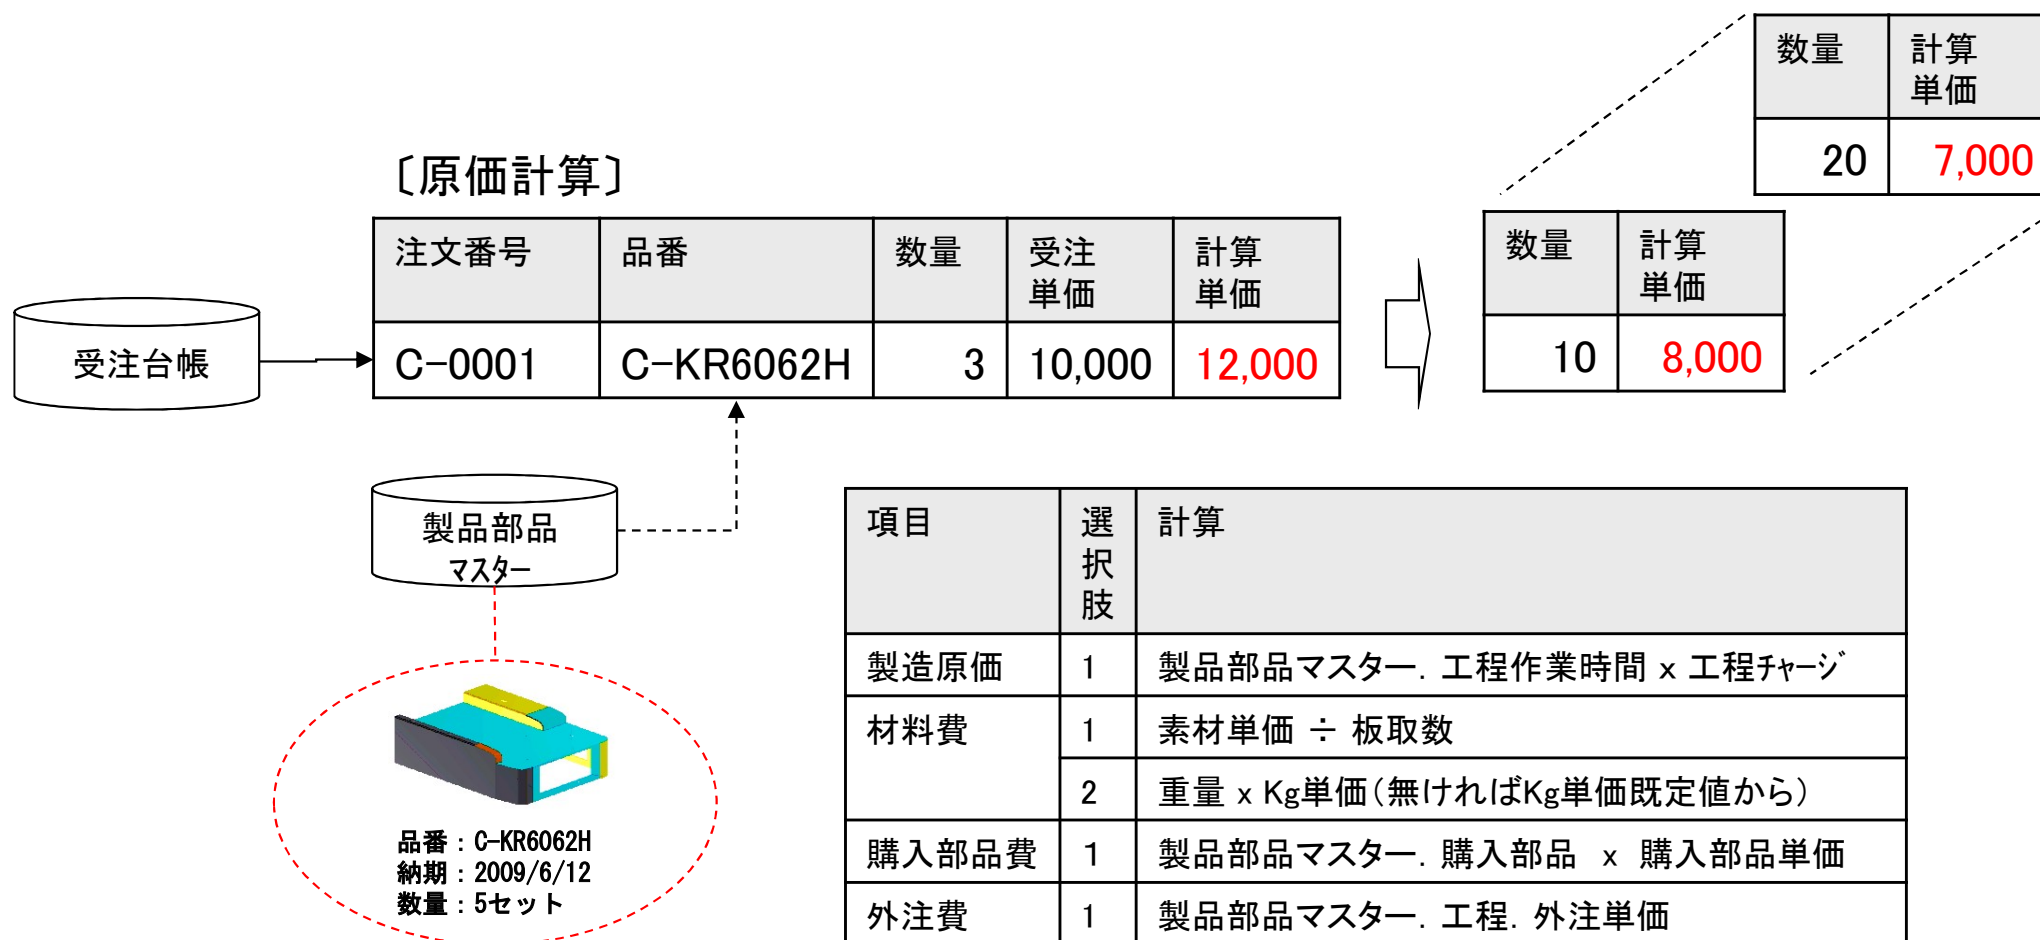 数量 計算
単価
20 7,000
〔原価計算〕
注文番号 品番 数量 受注 計算
単価 単価
C-0001 C-KR6062H 3 10,000 12,000
数量 計算
単価
10 8,000
受注台帳
製品部品
ﾏｽﾀｰ
品番：C-KR6062H
納期：2009/6/12
数量：5セット
項目 選 計算
択
肢
製造原価 1 製品部品マスター．工程作業時間 x 工程ﾁｬｰｼﾞ
材料費 1 素材単価 ÷ 板取数
2 重量 x Kg単価（無ければKg単価既定値から）
購入部品費 1 製品部品マスター．購入部品 x 購入部品単価
外注費 1 製品部品マスター．工程．外注単価